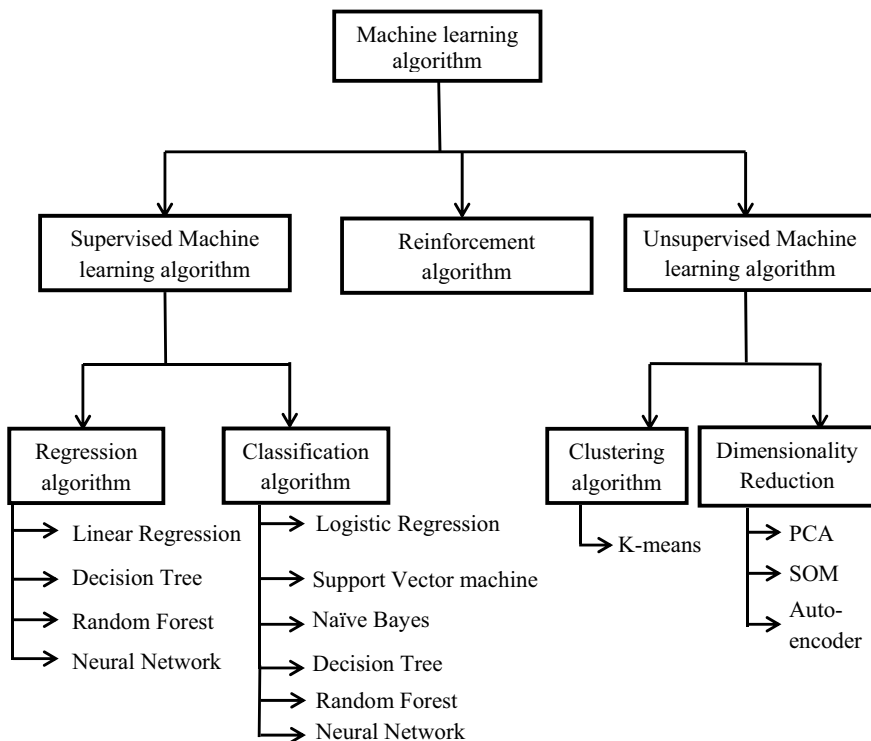 Machine learning
algorithm
Supervised Machine
learning algorithm
Reinforcement
algorithm
Unsupervised Machine
learning algorithm
Regression
algorithm
Classification
algorithm
Clustering
algorithm
Dimensionality
Reduction
Linear Regression
Decision Tree
Random Forest
Neural Network
Logistic Regression
Support Vector machine
Naïve Bayes
Decision Tree
Random Forest
Neural Network
K-means
PCA
SOM
Auto-
encoder